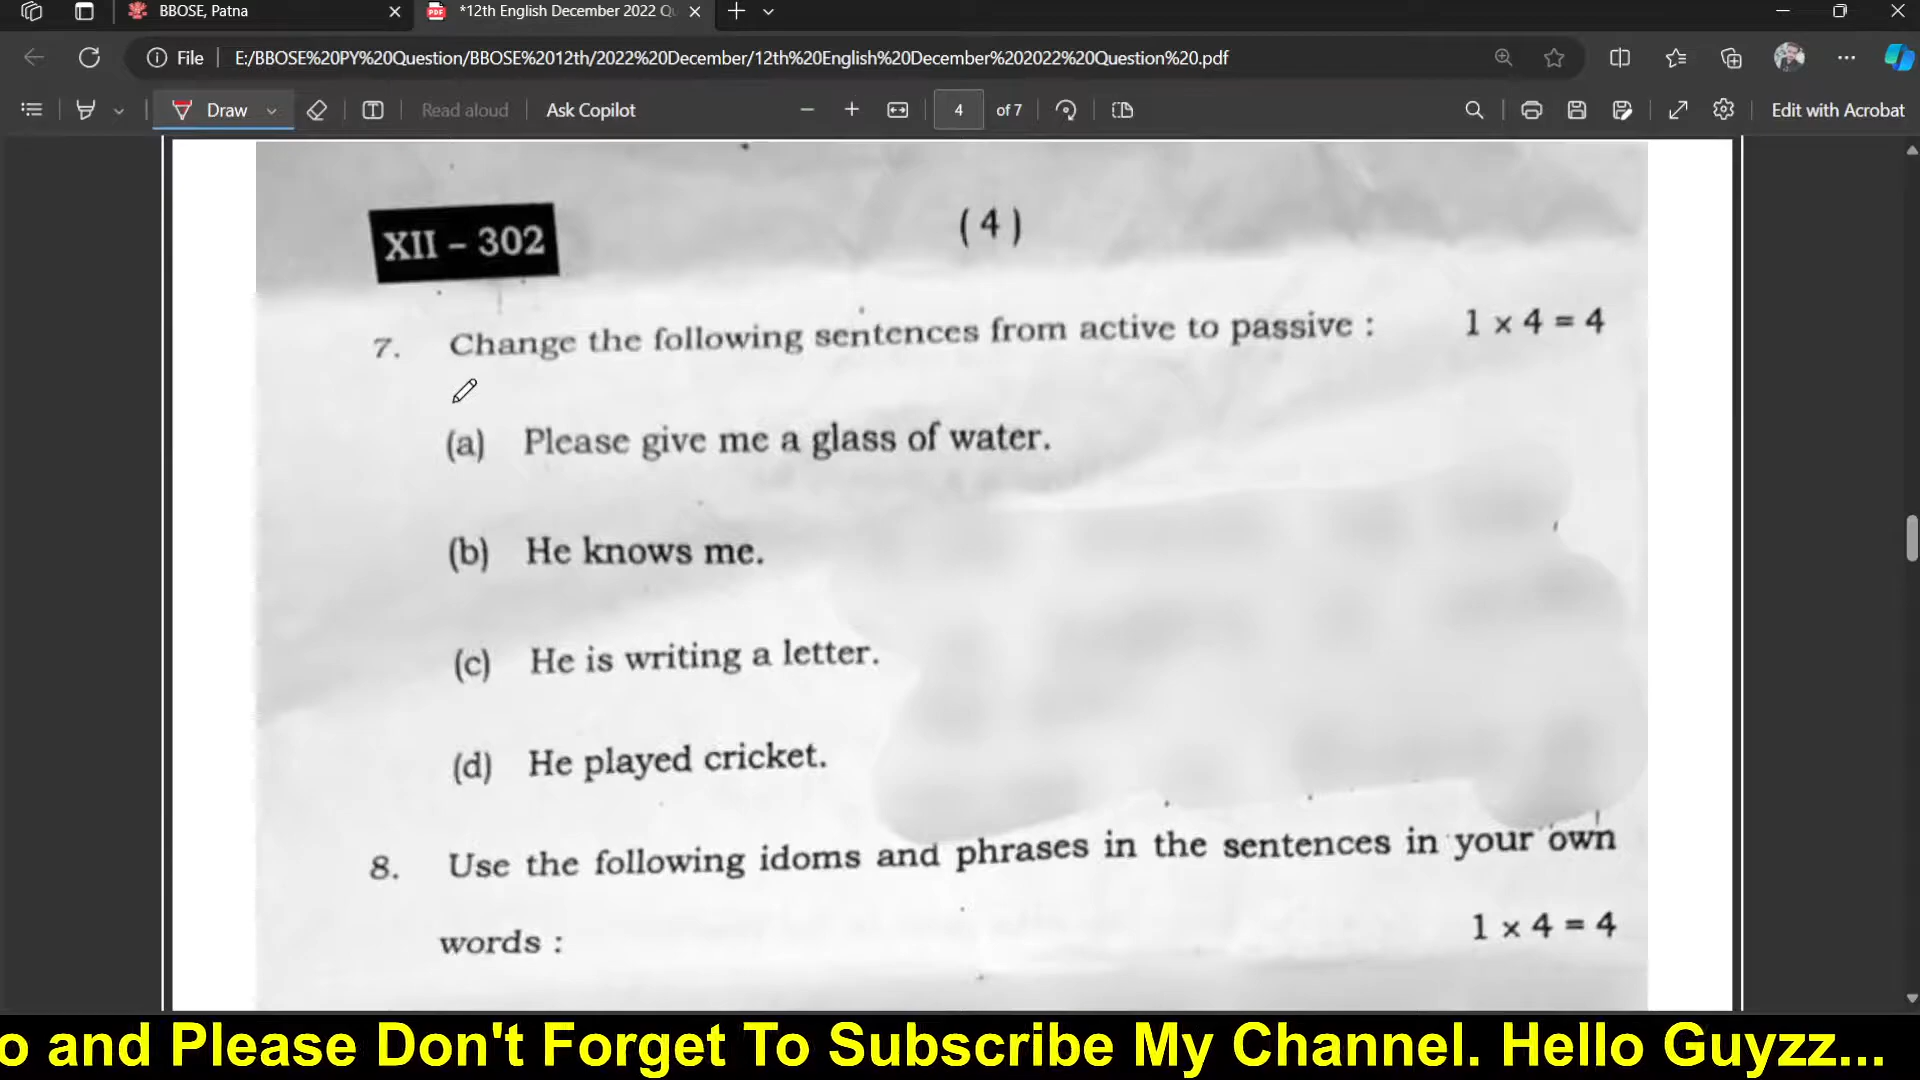 BBOSE, Patna
*12th English December 2022 Qu
File
E:/BBOSE%20PY%20Question/BBOSE%2012th/2022%20December/12th%20English%20December%202022%20Question%20.pdf
Draw
Read aloud
Ask Copilot
4
of 7
Edit with Acrobat
XII – 302
( 4 )
7. Change the following sentences from active to passive : 1 × 4 = 4
(a) Please give me a glass of water.
(b) He knows me.
(c) He is writing a letter.
(d) He played cricket.
8. Use the following idoms and phrases in the sentences in your own
words : 1 × 4 = 4
o and Please Don't Forget To Subscribe My Channel. Hello Guyzz...